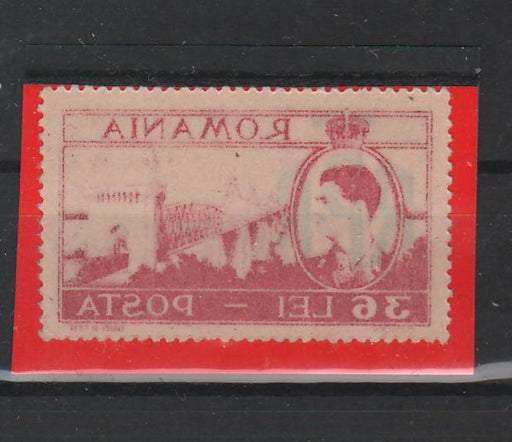 ROMANIA
36 LEI — POSTA